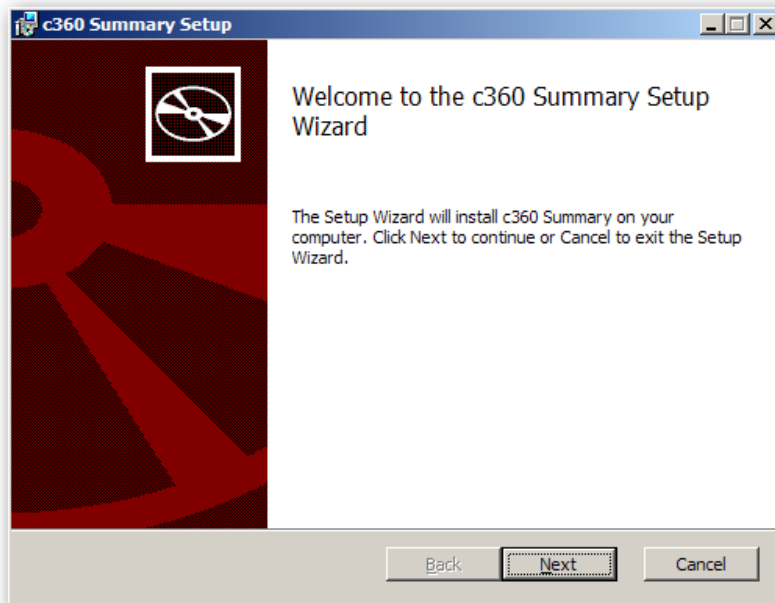 c360 Summary Setup
Welcome to the c360 Summary Setup
Wizard
The Setup Wizard will install c360 Summary on your
computer. Click Next to continue or Cancel to exit the Setup
Wizard.
Back Next Cancel